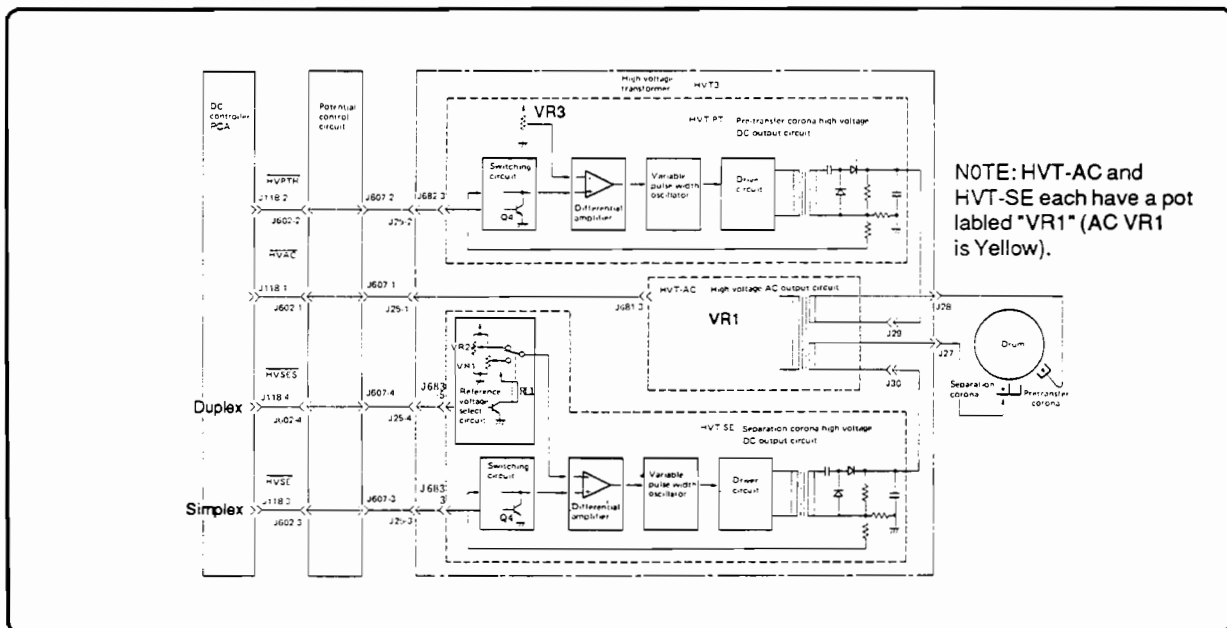 High voltage
transformer HVT3
DC
controller
PCA
Potential
control
circuit
VR3
HVT-PT Pre-transfer corona high voltage
DC output circuit
Switching
circuit
Q4
Differential
amplifier
Variable
pulse width
oscillator
Drive
circuit
HVPTH
J118-2
J602-2
J607-2
J25-2
J682-3
NOTE: HVT-AC and
HVT-SE each have a pot
labled "VR1" (AC VR1
is Yellow).
HVAC
J118-1
J602-1
J607-1
J25-1
J681-3
HVT-AC High voltage AC output circuit
VR1
J28
J29
J27
J30
Drum
Separation
corona
Pretransfer
corona
VR2
VR1
RL1
Reference
voltage
select
circuit
HVSES
Duplex
J118-4
J602-4
J607-4
J25-4
J683
5
HVT-SE Separation corona high voltage
DC output circuit
Switching
circuit
Q4
Differential
amplifier
Variable
pulse width
oscillator
Driver
circuit
HVSE
Simplex
J118-3
J602-3
J607-3
J25-3
J683
3